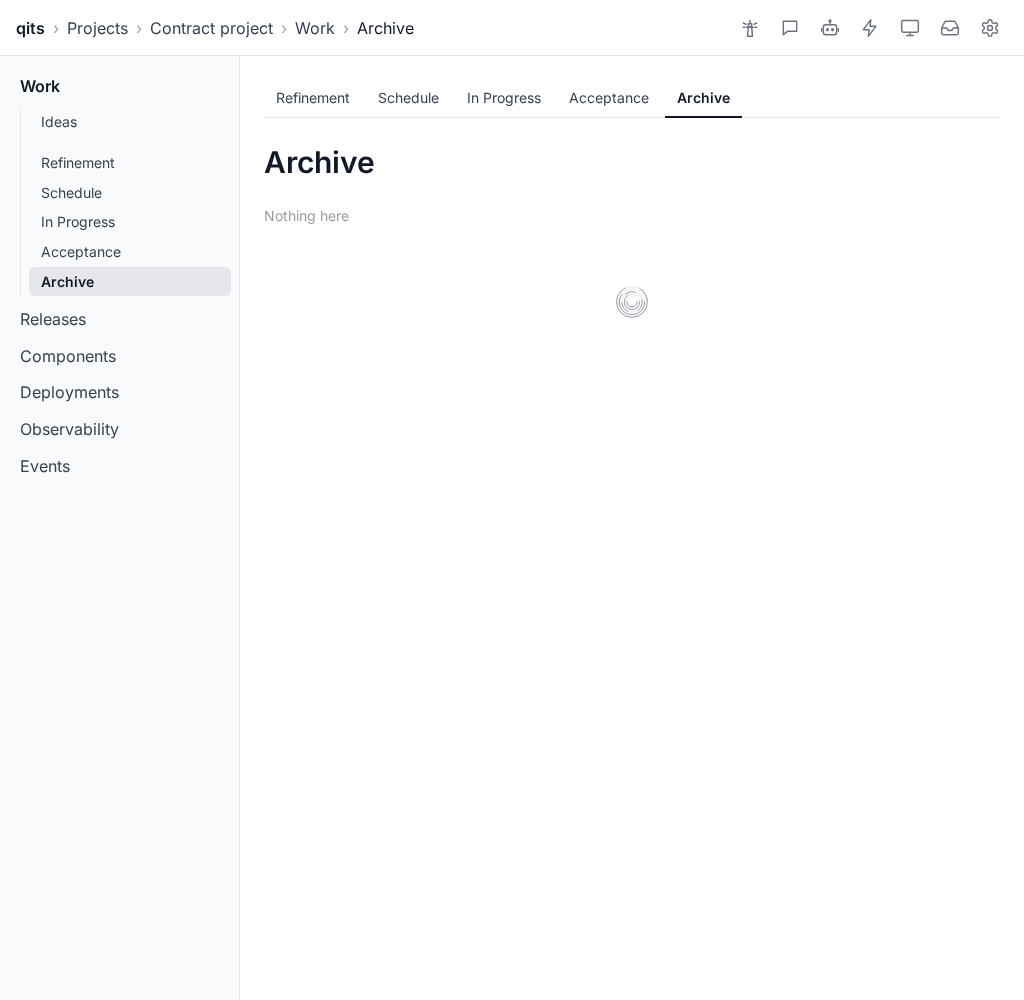 qits › Projects › Contract project › Work › Archive
Work
Ideas
Refinement
Schedule
In Progress
Acceptance
Archive
Releases
Components
Deployments
Observability
Events
Refinement Schedule In Progress Acceptance Archive
Archive
Nothing here